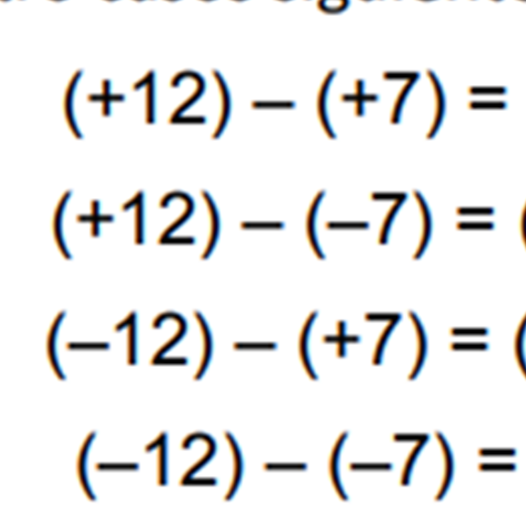 (+12) – (+7) =
(+12) – (–7) = (
(–12) – (+7) = (
(–12) – (–7) =